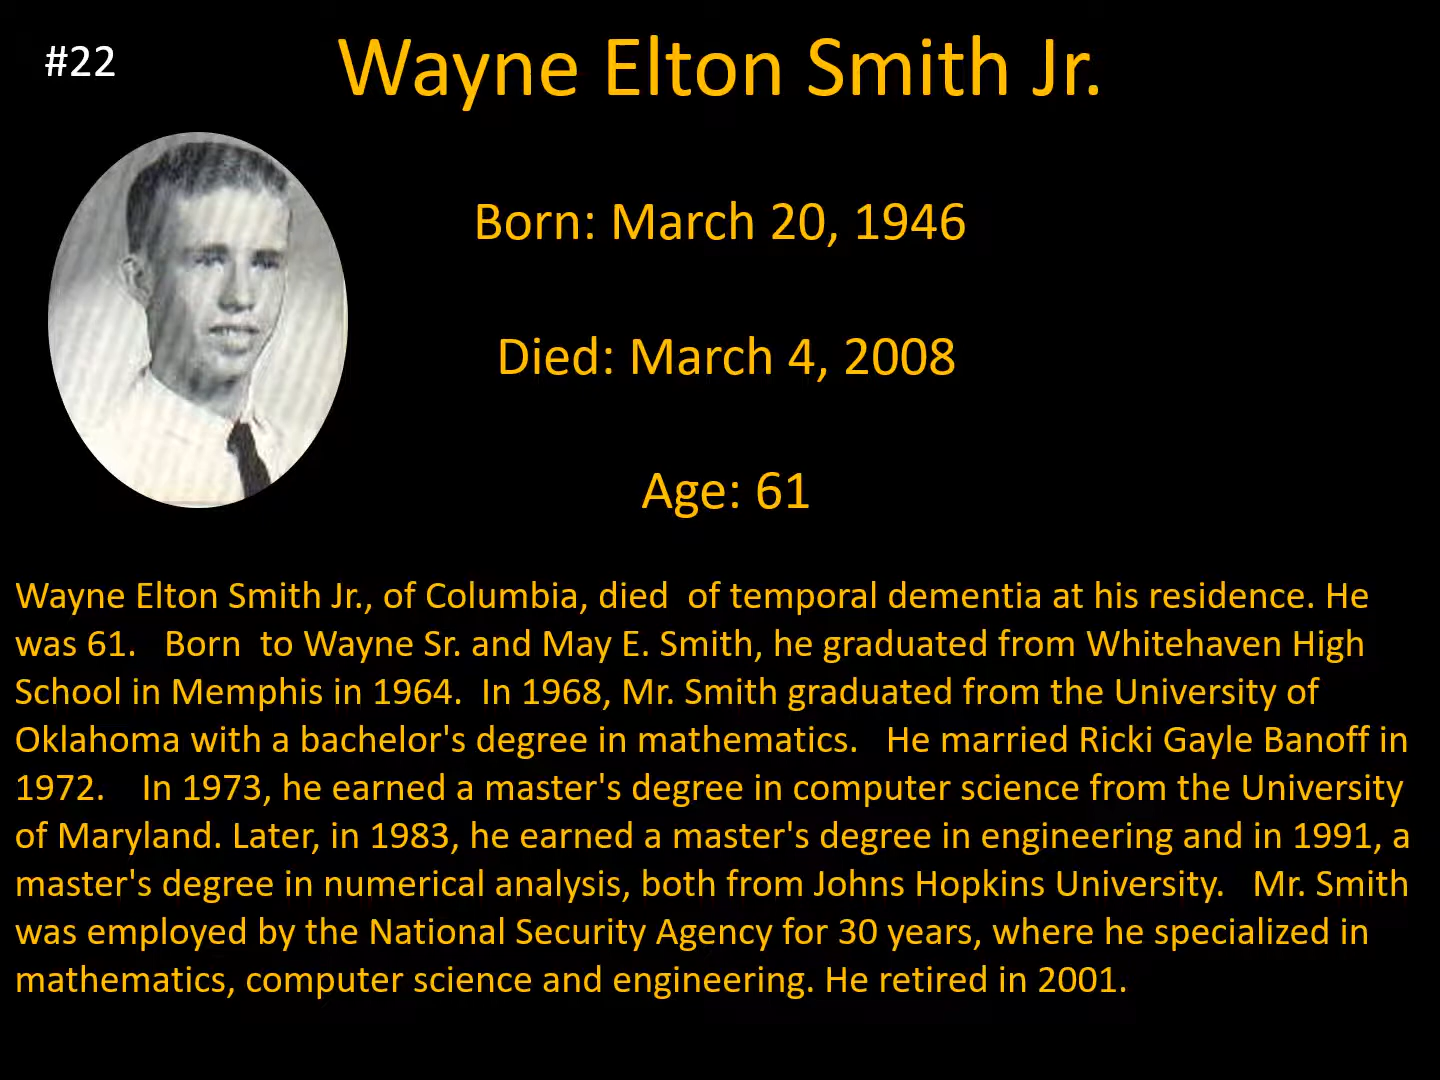 #22
Wayne Elton Smith Jr.
Born: March 20, 1946
Died: March 4, 2008
Age: 61
Wayne Elton Smith Jr., of Columbia, died  of temporal dementia at his residence. He
was 61.   Born  to Wayne Sr. and May E. Smith, he graduated from Whitehaven High
School in Memphis in 1964.  In 1968, Mr. Smith graduated from the University of
Oklahoma with a bachelor's degree in mathematics.   He married Ricki Gayle Banoff in
1972.    In 1973, he earned a master's degree in computer science from the University
of Maryland. Later, in 1983, he earned a master's degree in engineering and in 1991, a
master's degree in numerical analysis, both from Johns Hopkins University.   Mr. Smith
was employed by the National Security Agency for 30 years, where he specialized in
mathematics, computer science and engineering. He retired in 2001.